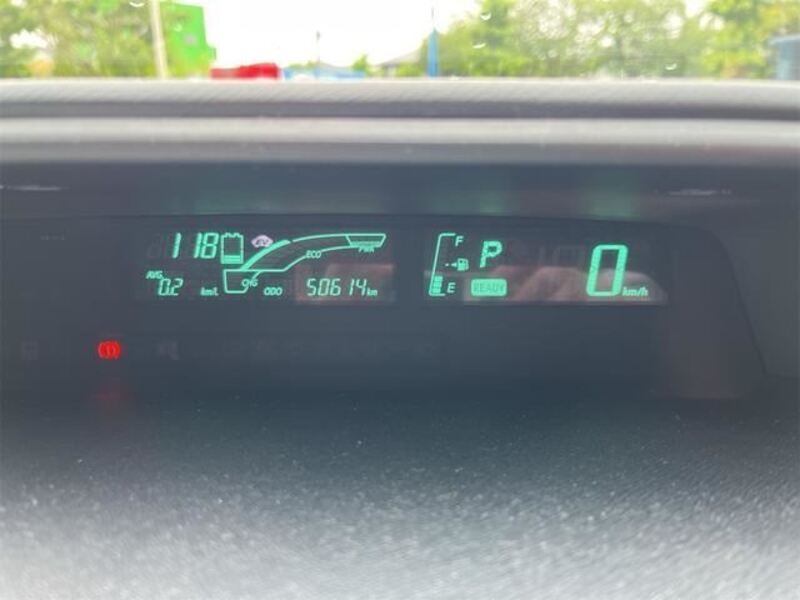 118
ECO
PWR
AVG
0.2 km/L
CHG
ODO 50614 km
F
E
P
READY
0 km/h